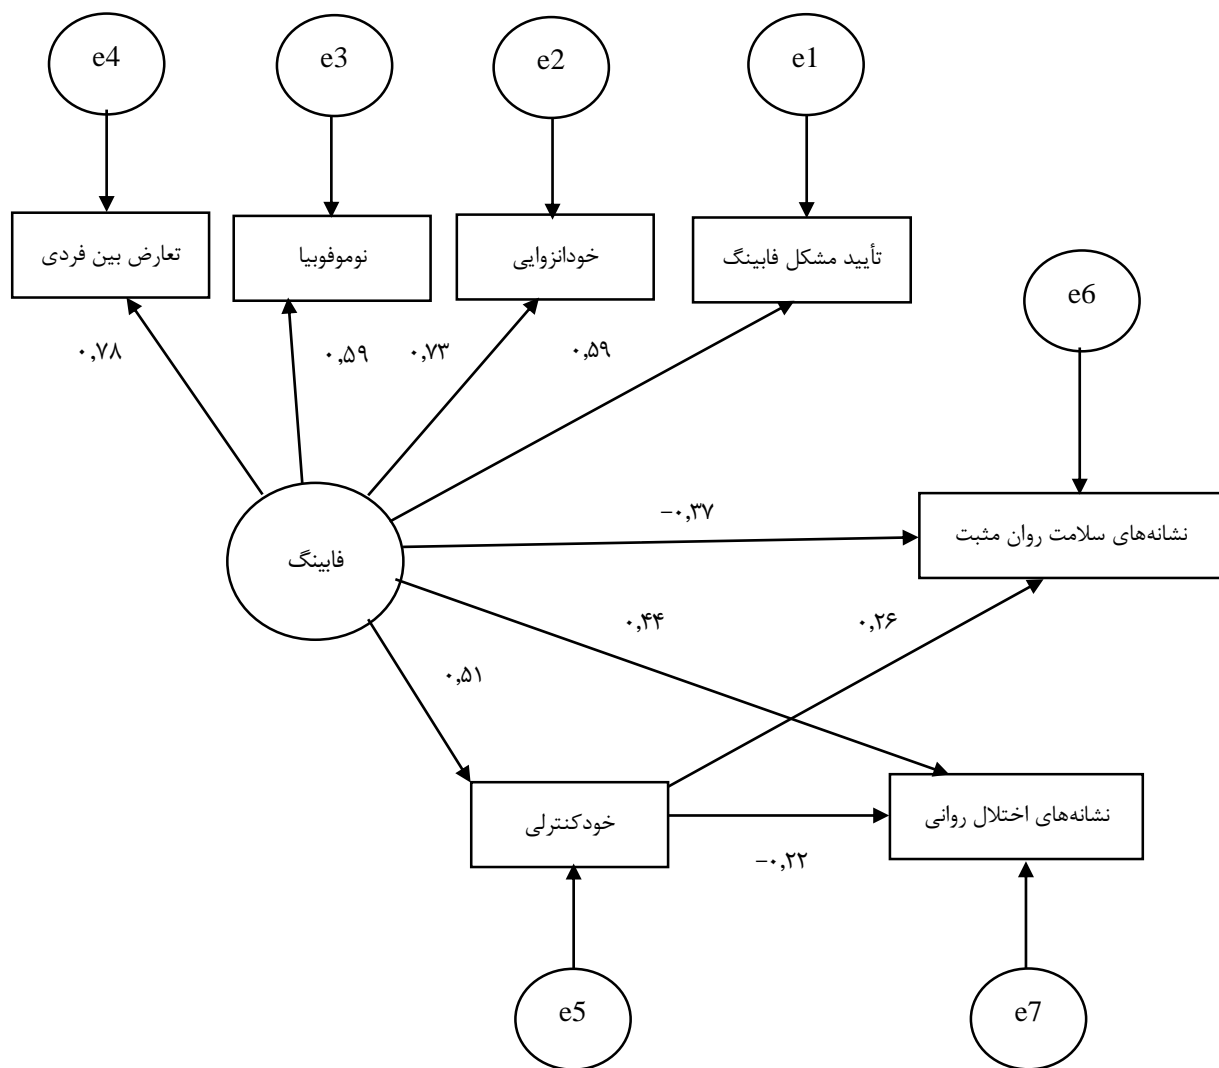 e4
e3
e2
e1
تعارض بین فردی
نوموفوبیا
خودانزوایی
تأیید مشکل فابینگ
e6
۰,۷۸
۰,۵۹
۰,۷۳
۰,۵۹
-۰,۳۷
نشانه‌های سلامت روان مثبت
فابینگ
۰,۴۴
۰,۲۶
۰,۵۱
خودکنترلی
نشانه‌های اختلال روانی
-۰,۲۲
e5
e7